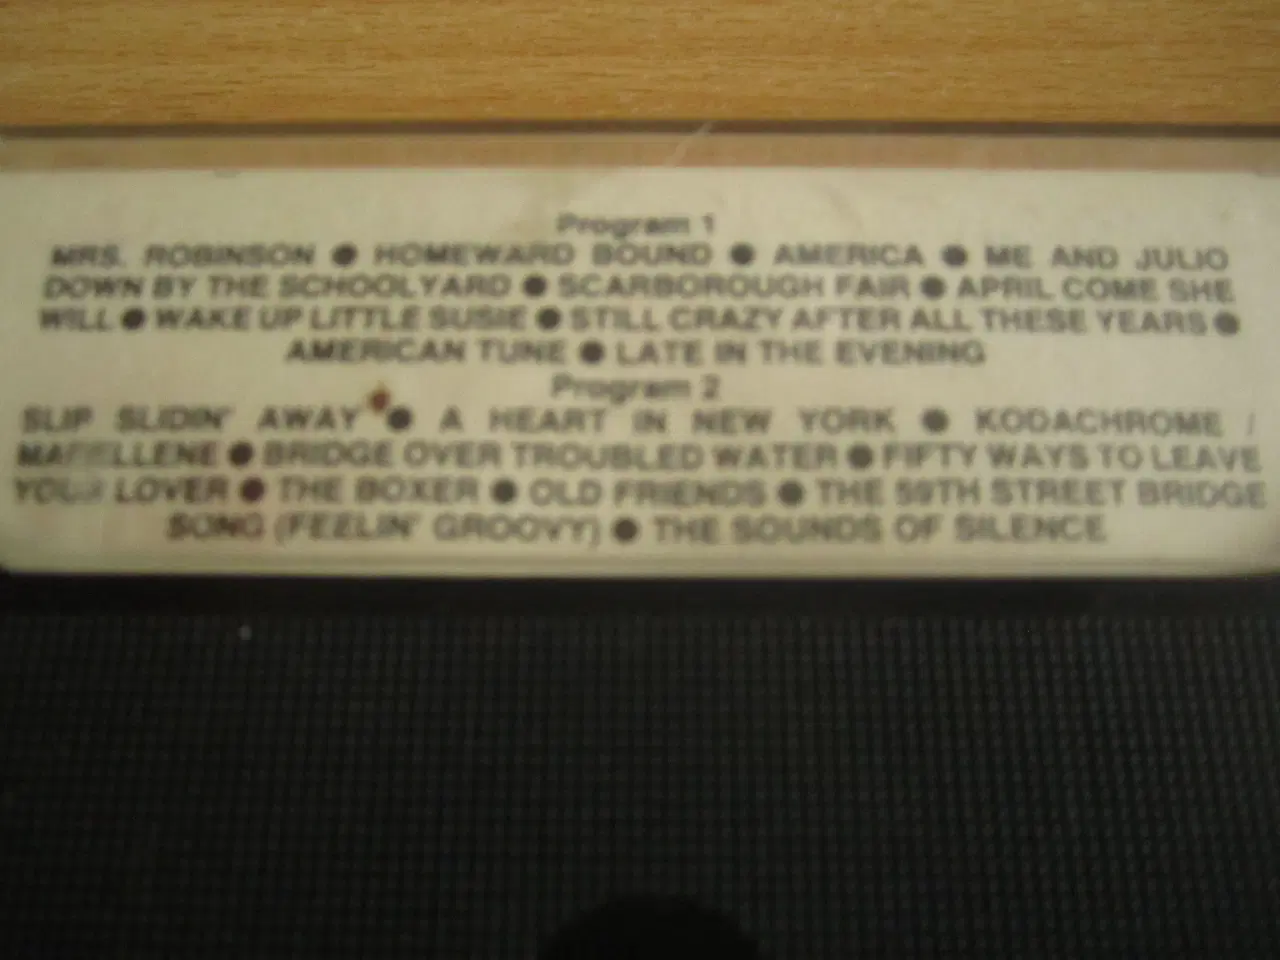 Program 1
MRS. ROBINSON ● HOMEWARD BOUND ● AMERICA ● ME AND JULIO
DOWN BY THE SCHOOLYARD ● SCARBOROUGH FAIR ● APRIL COME SHE
WILL ● WAKE UP LITTLE SUSIE ● STILL CRAZY AFTER ALL THESE YEARS ●
AMERICAN TUNE ● LATE IN THE EVENING
Program 2
SLIP SLIDIN' AWAY ● A HEART IN NEW YORK ● KODACHROME /
● BRIDGE OVER TROUBLED WATER ● FIFTY WAYS TO LEAVE
YOUR LOVER ● THE BOXER ● OLD FRIENDS ● THE 59TH STREET BRIDGE
SONG (FEELIN' GROOVY) ● THE SOUNDS OF SILENCE